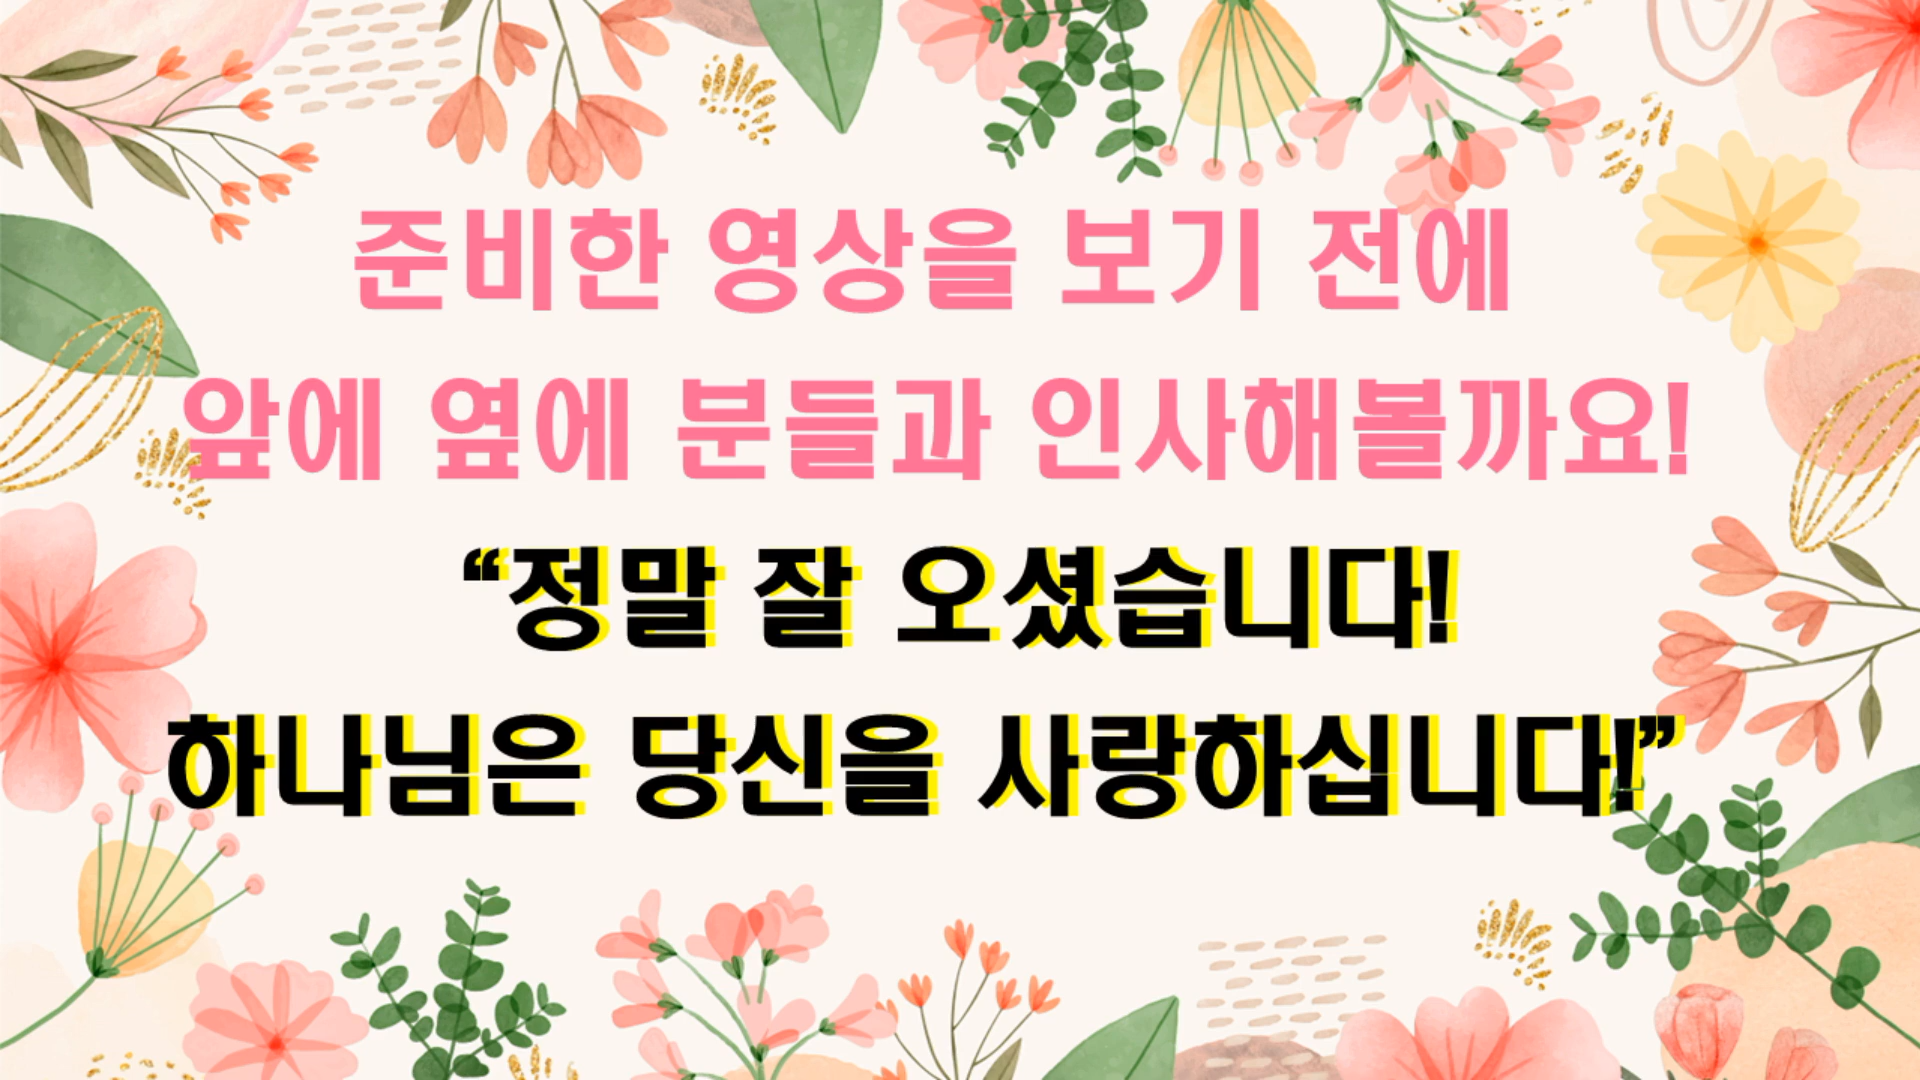 준비한 영상을 보기 전에
앞에 옆에 분들과 인사해볼까요!
“정말 잘 오셨습니다!
하나님은 당신을 사랑하십니다!”